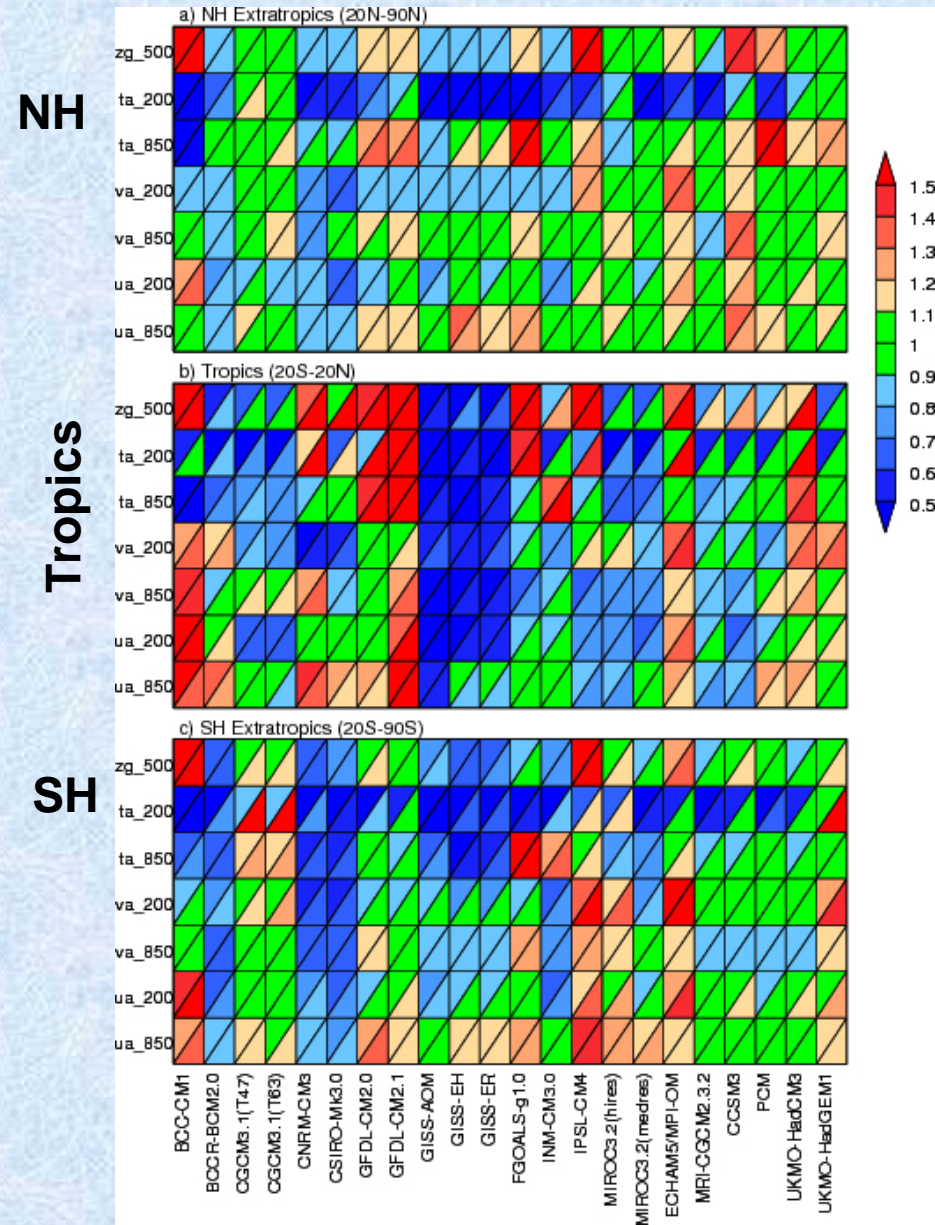 a) NH Extratropics (20N-90N)
NH
zg_500
ta_200
ta_850
va_200
va_850
ua_200
ua_850
1.5
1.4
1.3
1.2
1.1
1
0.9
0.8
0.7
0.6
0.5
b) Tropics (20S-20N)
Tropics
zg_500
ta_200
ta_850
va_200
va_850
ua_200
ua_850
c) SH Extratropics (20S-90S)
SH
zg_500
ta_200
ta_850
va_200
va_850
ua_200
ua_850
BCC-CM1
BCCR-BCM2.0
CGCM3.1(T47)
CGCM3.1(T63)
CNRM-CM3
CSIRO-Mk3.0
GFDL-CM2.0
GFDL-CM2.1
GISS-AOM
GISS-EH
GISS-ER
FGOALS-g1.0
INM-CM3.0
IPSL-CM4
MIROC3.2(hires)
MIROC3.2(medres)
ECHAM5/MPI-OM
MRI-CGCM2.3.2
CCSM3
PCM
UKMO-HadCM3
UKMO-HadGEM1